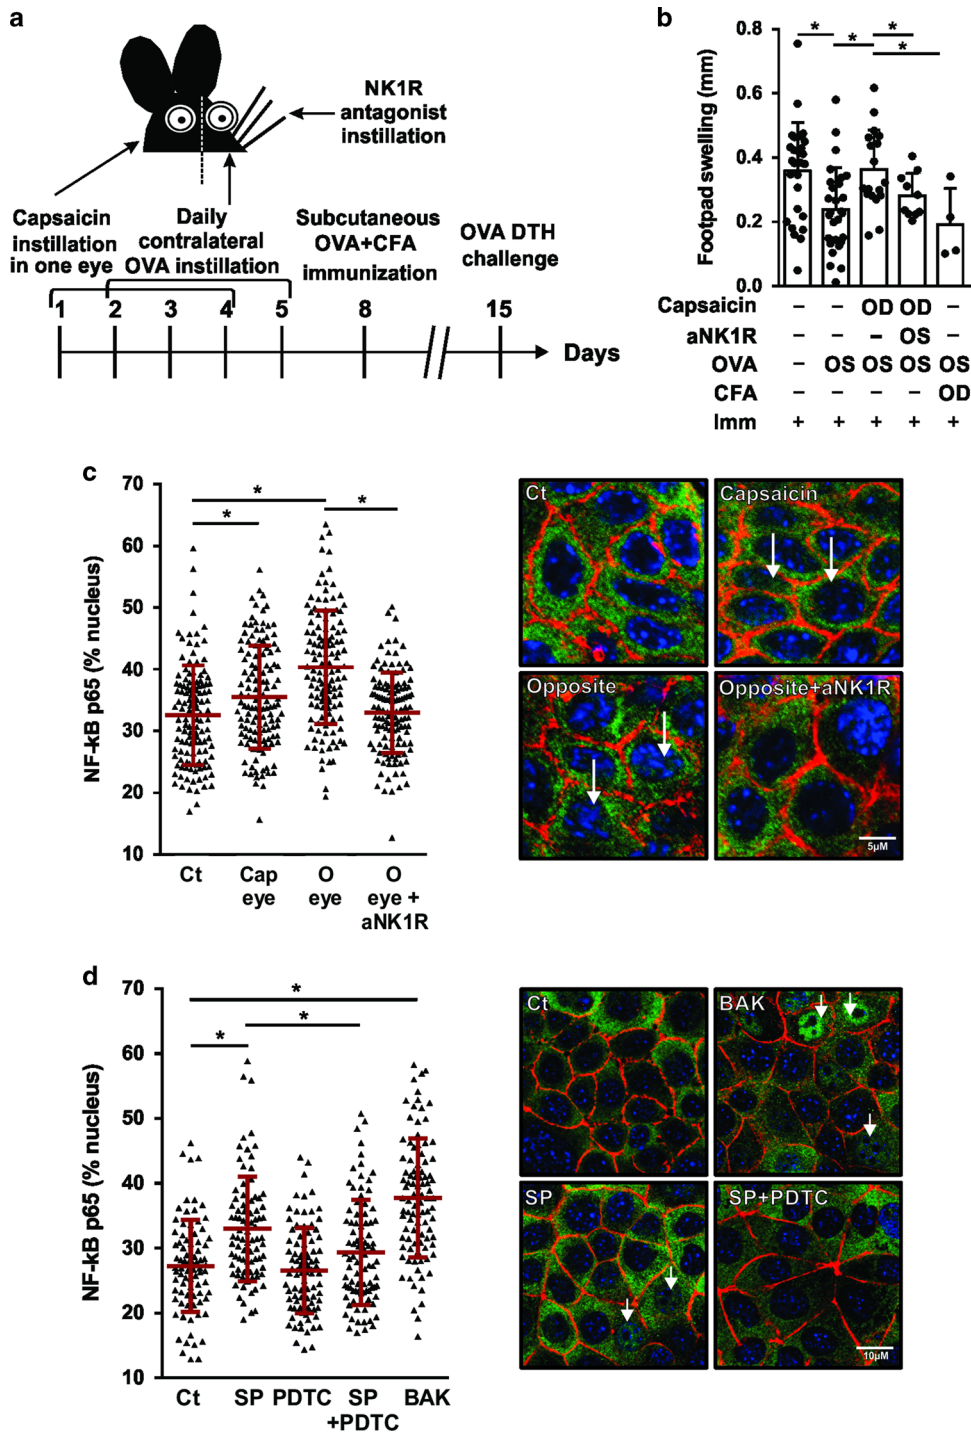 a
NK1R
antagonist
instillation
Capsaicin
instillation
in one eye
Daily
contralateral
OVA instillation
Subcutaneous
OVA+CFA
immunization
OVA DTH
challenge
1 2 3 4 5 8 15
Days
b
Footpad swelling (mm)
0.8
0.6
0.4
0.2
0.0
* * * *
Capsaicin – – OD OD –
aNK1R – – – OS –
OVA – OS OS OS OS
CFA – – – – OD
Imm + + + + +
c
NF-kB p65 (% nucleus)
70
60
50
40
30
20
10
* * *
Ct
Cap
eye
O
eye
O
eye +
aNK1R
Ct
Capsaicin
Opposite
Opposite+aNK1R
5μM
d
NF-kB p65 (% nucleus)
70
60
50
40
30
20
10
* * *
Ct
SP
PDTC
SP
+PDTC
BAK
Ct
BAK
SP
SP+PDTC
10μM